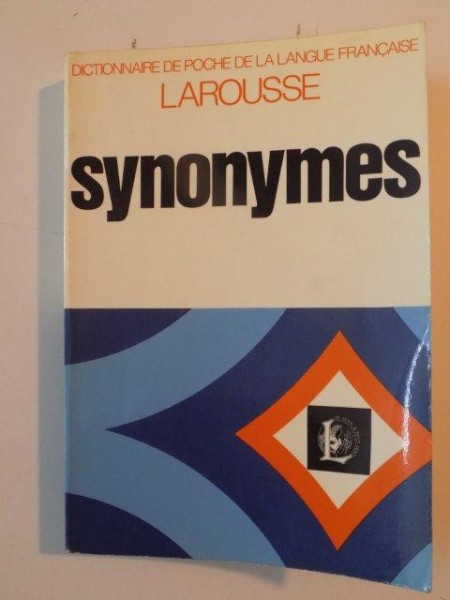 DICTIONNAIRE DE POCHE DE LA LANGUE FRANÇAISE
LAROUSSE
synonymes
L